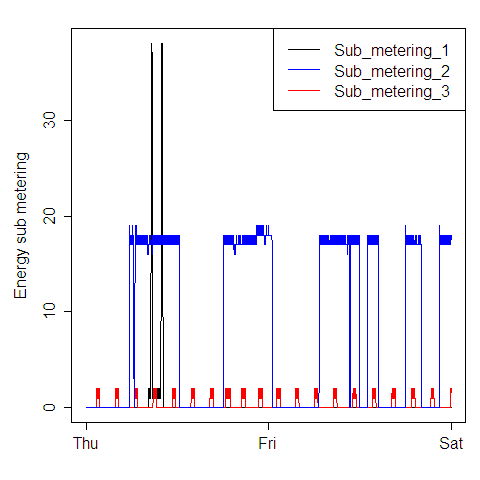 Sub_metering_1
Sub_metering_2
Sub_metering_3
Energy sub metering
30
20
10
0
Thu Fri Sat